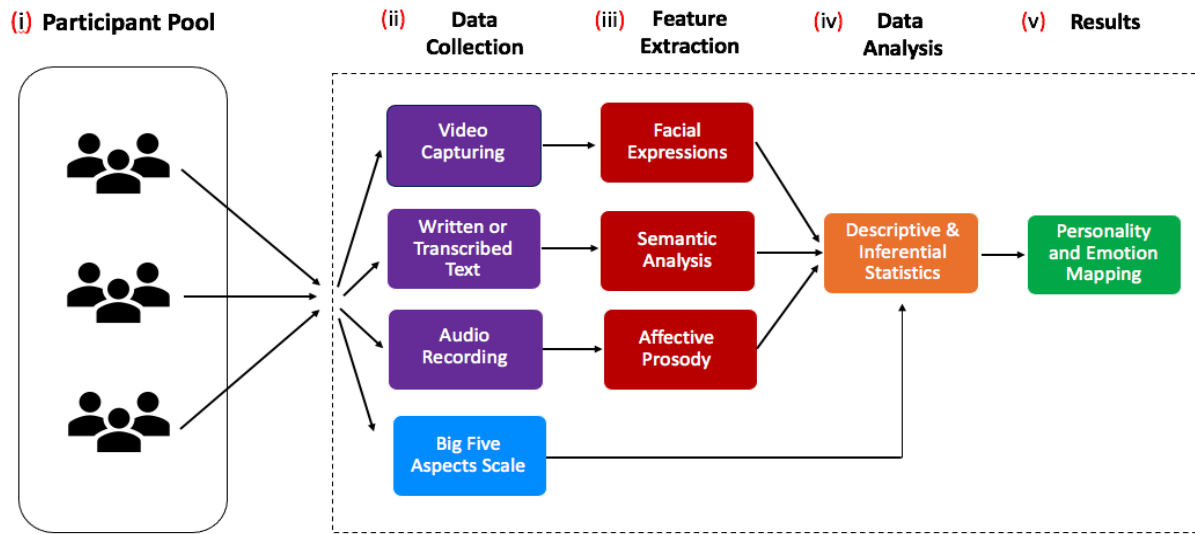 (i) Participant Pool
(ii) Data
Collection
(iii) Feature
Extraction
(iv) Data
Analysis
(v) Results
Video
Capturing
Facial
Expressions
Written or
Transcribed
Text
Semantic
Analysis
Descriptive &
Inferential
Statistics
Personality
and Emotion
Mapping
Audio
Recording
Affective
Prosody
Big Five
Aspects Scale